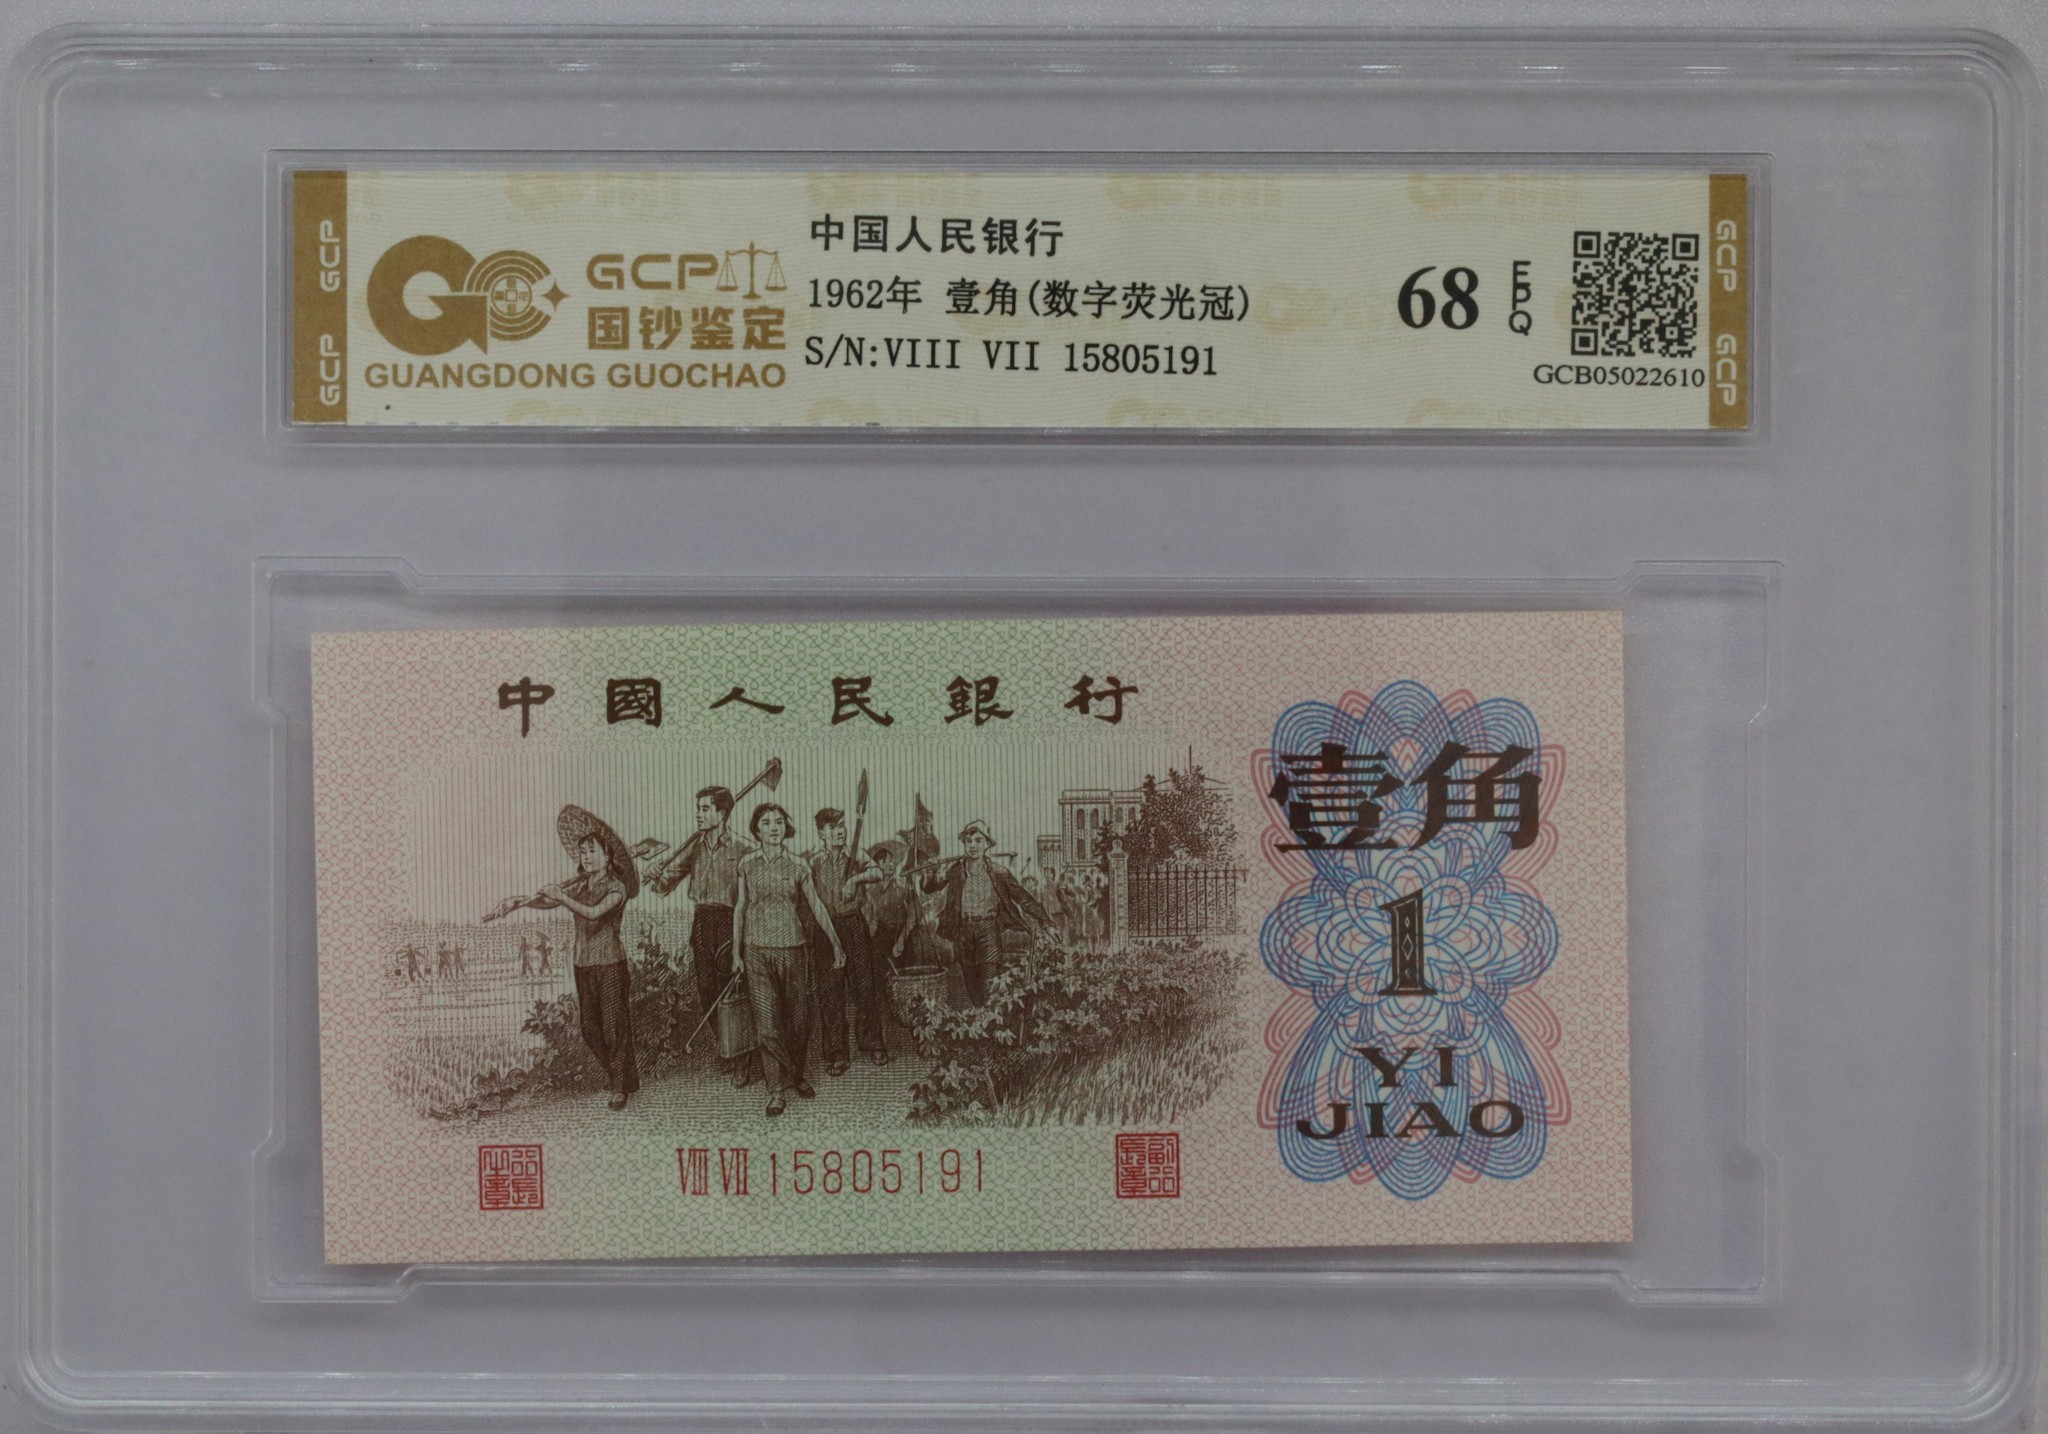 GCP
GCP
GCP
国钞鉴定
GUANGDONG GUOCHAO
中国人民银行
1962年 壹角(数字荧光冠)
S/N:VIII VII 15805191
68
EPQ
GCB05022610
GCP
GCP
中國人民銀行
壹角
1
YI
JIAO
VIII VII 15805191